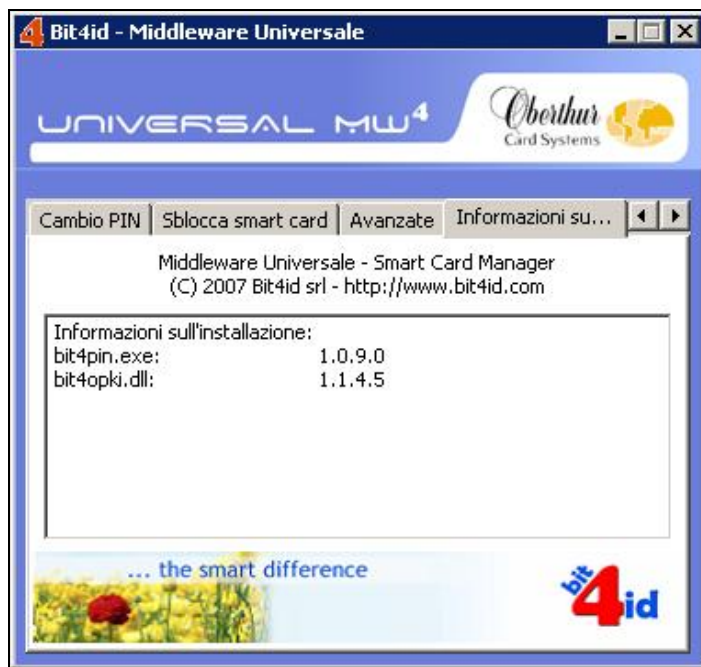 4 Bit4id - Middleware Universale
UNIVERSAL MW4
Oberthur
Card Systems
Cambio PIN Sblocca smart card Avanzate Informazioni su...
Middleware Universale - Smart Card Manager
(C) 2007 Bit4id srl - http://www.bit4id.com
Informazioni sull'installazione:
bit4pin.exe: 1.0.9.0
bit4opki.dll: 1.1.4.5
... the smart difference
bit4id